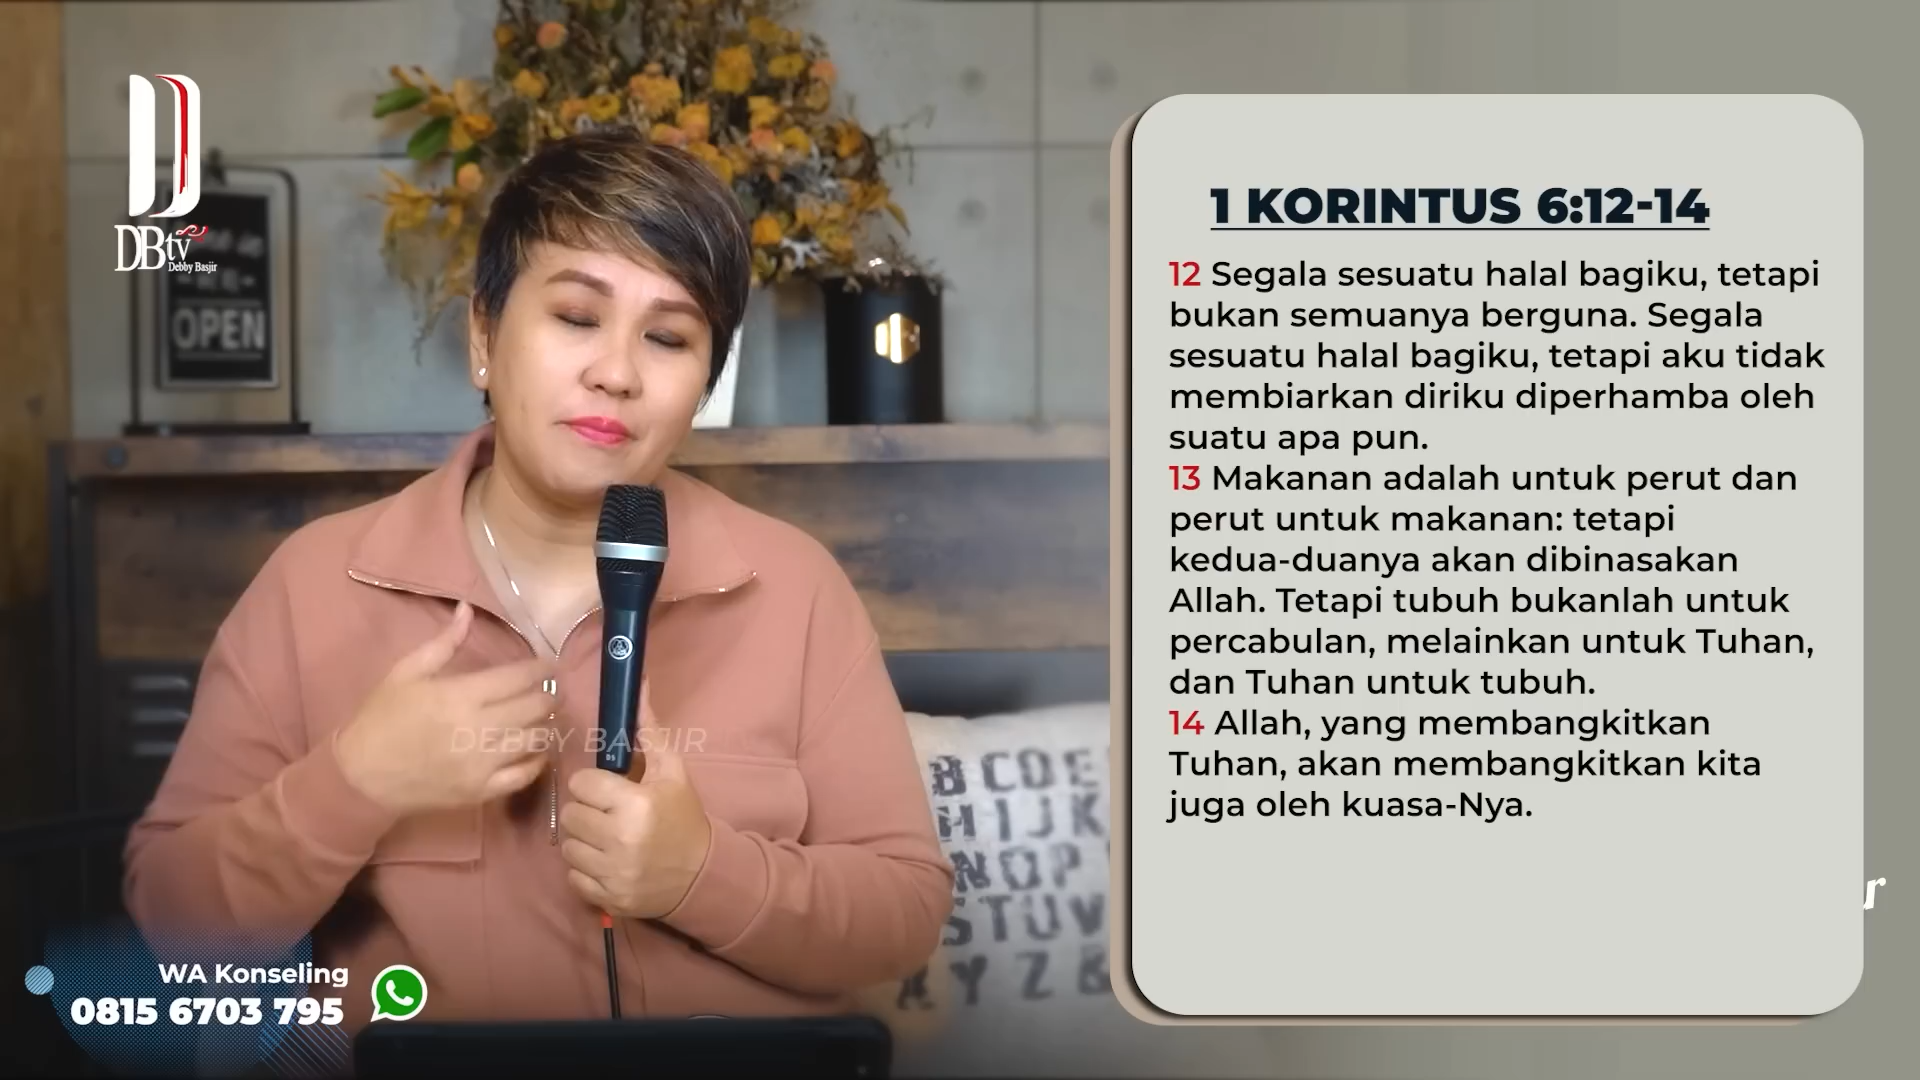 DBtv
Debby Basjir
OPEN
1 KORINTUS 6:12-14
12 Segala sesuatu halal bagiku, tetapi
bukan semuanya berguna. Segala
sesuatu halal bagiku, tetapi aku tidak
membiarkan diriku diperhamba oleh
suatu apa pun.
13 Makanan adalah untuk perut dan
perut untuk makanan: tetapi
kedua-duanya akan dibinasakan
Allah. Tetapi tubuh bukanlah untuk
percabulan, melainkan untuk Tuhan,
dan Tuhan untuk tubuh.
14 Allah, yang membangkitkan
Tuhan, akan membangkitkan kita
juga oleh kuasa-Nya.
DEBBY BASJIR
B C D E
H I J K
N O P
S T U V
Y Z &
WA Konseling
0815 6703 795